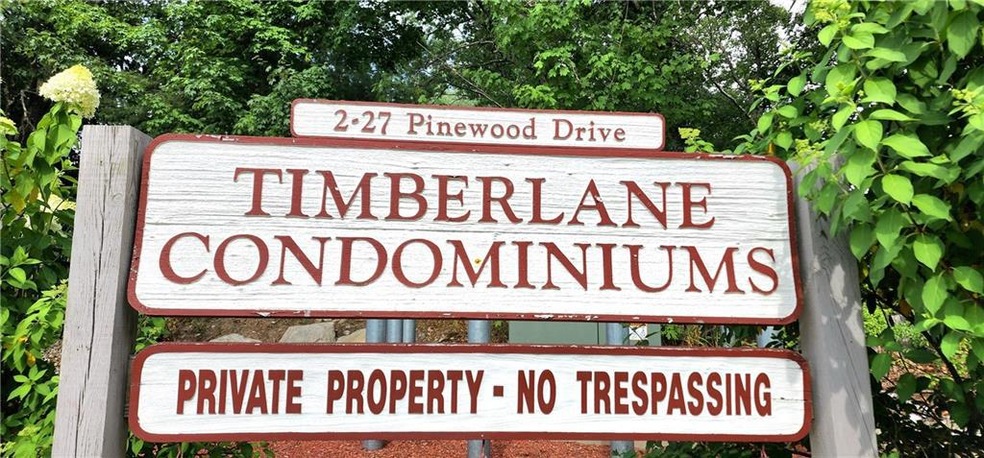 2-27 Pinewood Drive
TIMBERLANE
CONDOMINIUMS
PRIVATE PROPERTY - NO TRESPASSING